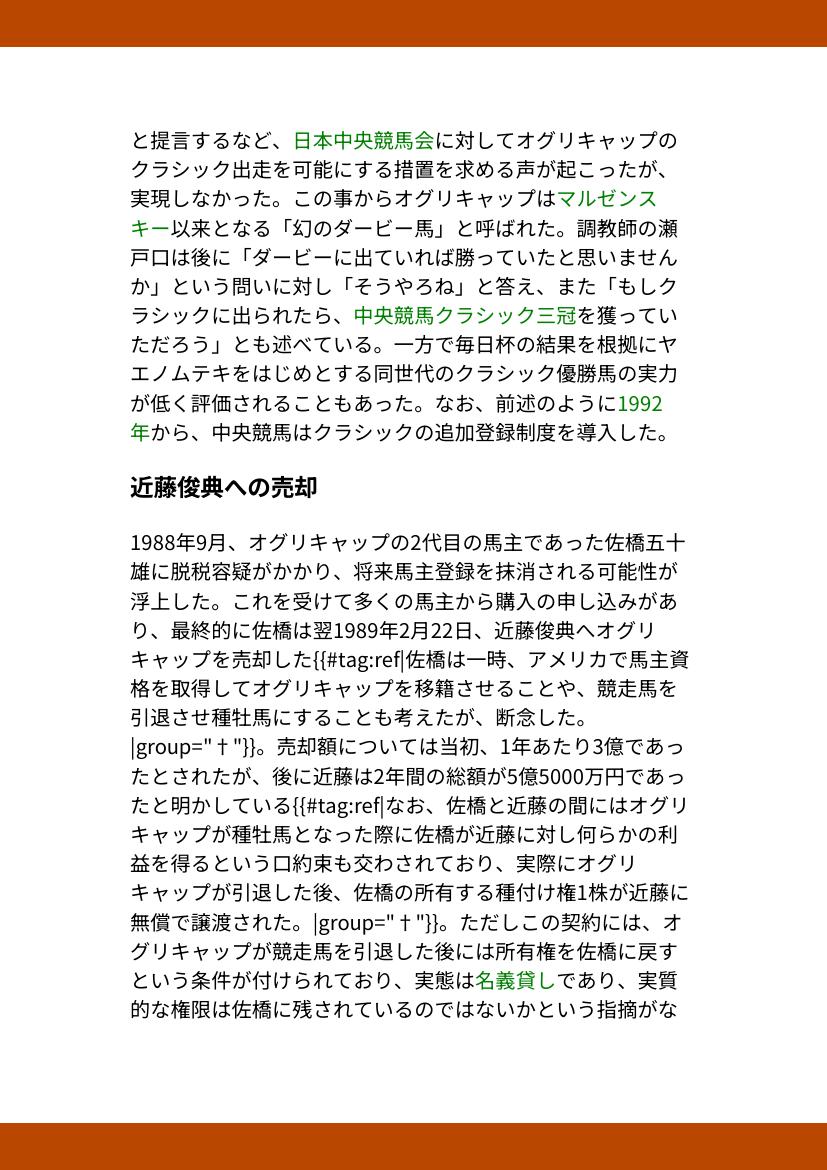 と提言するなど、日本中央競馬会に対してオグリキャップの
クラシック出走を可能にする措置を求める声が起こったが、
実現しなかった。この事からオグリキャップはマルゼンス
キー以来となる「幻のダービー馬」と呼ばれた。調教師の瀬
戸口は後に「ダービーに出ていれば勝っていたと思いません
か」という問いに対し「そうやろね」と答え、また「もしク
ラシックに出られたら、中央競馬クラシック三冠を獲ってい
ただろう」とも述べている。一方で毎日杯の結果を根拠にヤ
エノムテキをはじめとする同世代のクラシック優勝馬の実力
が低く評価されることもあった。なお、前述のように1992
年から、中央競馬はクラシックの追加登録制度を導入した。
近藤俊典への売却
1988年9月、オグリキャップの2代目の馬主であった佐橋五十
雄に脱税容疑がかかり、将来馬主登録を抹消される可能性が
浮上した。これを受けて多くの馬主から購入の申し込みがあ
り、最終的に佐橋は翌1989年2月22日、近藤俊典へオグリ
キャップを売却した{{#tag:ref|佐橋は一時、アメリカで馬主資
格を取得してオグリキャップを移籍させることや、競走馬を
引退させ種牡馬にすることも考えたが、断念した。
|group="†"}}。売却額については当初、1年あたり3億であっ
たとされたが、後に近藤は2年間の総額が5億5000万円であっ
たと明かしている{{#tag:ref|なお、佐橋と近藤の間にはオグリ
キャップが種牡馬となった際に佐橋が近藤に対し何らかの利
益を得るという口約束も交わされており、実際にオグリ
キャップが引退した後、佐橋の所有する種付け権1株が近藤に
無償で譲渡された。|group="†"}}。ただしこの契約には、オ
グリキャップが競走馬を引退した後には所有権を佐橋に戻す
という条件が付けられており、実態は名義貸しであり、実質
的な権限は佐橋に残されているのではないかという指摘がな